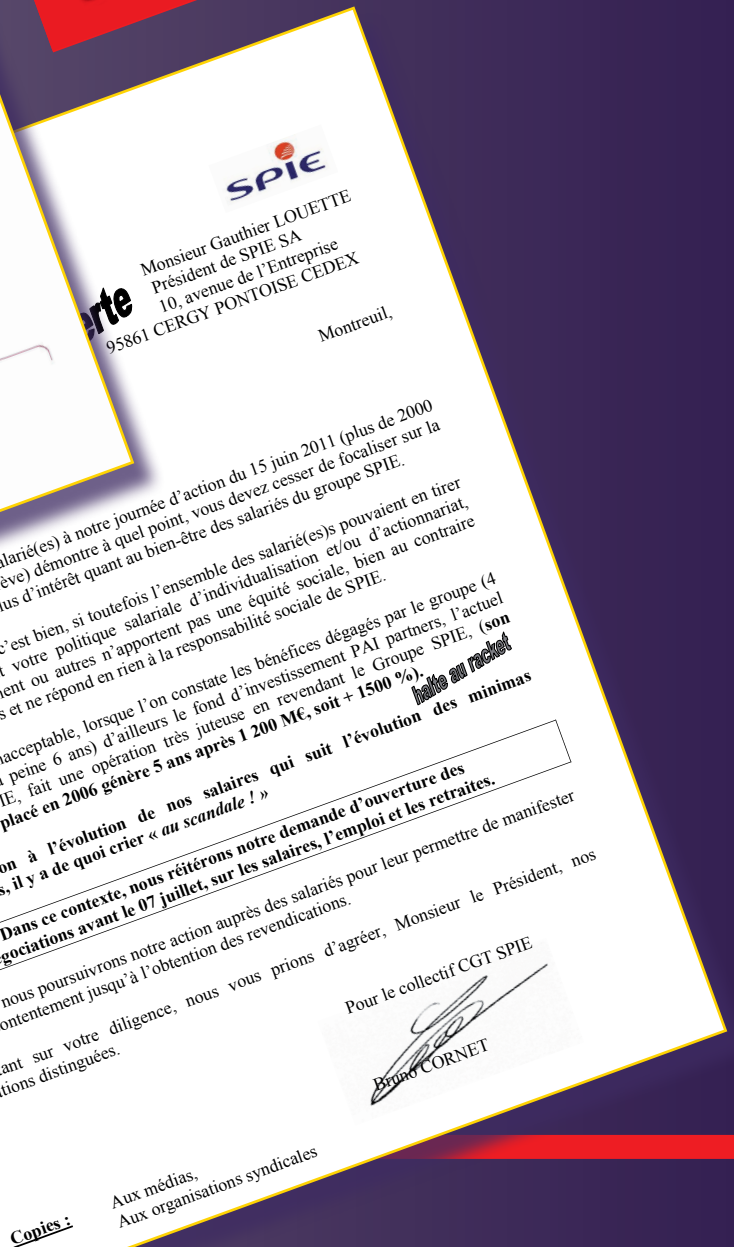 SPIE
Monsieur Gauthier LOUETTE
Président de SPIE SA
10, avenue de l'Entreprise
95861 CERGY PONTOISE CEDEX
erte
Montreuil,
alarié(es) à notre journée d'action du 15 juin 2011 (plus de 2000
ève) démontre à quel point, vous devez cesser de focaliser sur la
lus d'intérêt quant au bien-être des salariés du groupe SPIE.
c'est bien, si toutefois l'ensemble des salarié(es)s pouvaient en tirer
t votre politique salariale d'individualisation et/ou d'actionnariat,
ment ou autres n'apportent pas une équité sociale, bien au contraire
s et ne répond en rien à la responsabilité sociale de SPIE.
nacceptable, lorsque l'on constate les bénéfices dégagés par le groupe (4
à peine 6 ans) d'ailleurs le fond d'investissement PAI partners, l'actuel
IE, fait une opération très juteuse en revendant le Groupe SPIE, (son
placé en 2006 génère 5 ans après 1 200 M€, soit + 1500 %).
halte au racket
on à l'évolution de nos salaires qui suit l'évolution des minimas
s, il y a de quoi crier « au scandale ! »
Dans ce contexte, nous réitérons notre demande d'ouverture des
égociations avant le 07 juillet, sur les salaires, l'emploi et les retraites.
nous poursuivrons notre action auprès des salariés pour leur permettre de manifester
ontentement jusqu'à l'obtention des revendications.
tant sur votre diligence, nous vous prions d'agréer, Monsieur le Président, nos
tions distinguées.
Pour le collectif CGT SPIE
Bruno CORNET
Copies :
Aux médias,
Aux organisations syndicales